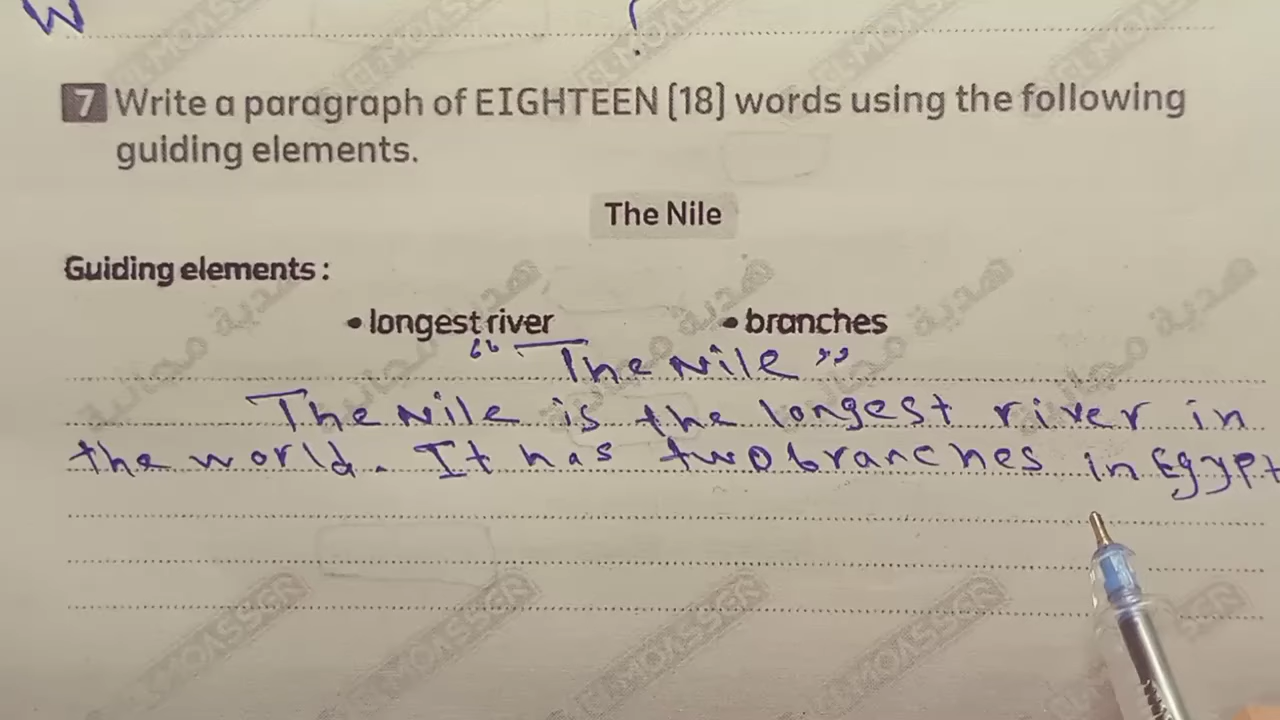 7 Write a paragraph of EIGHTEEN (18) words using the following
guiding elements.
The Nile
Guiding elements :
• longest river • branches
“ The Nile ”
The Nile is the longest river in
the world. It has two branches in Egypt